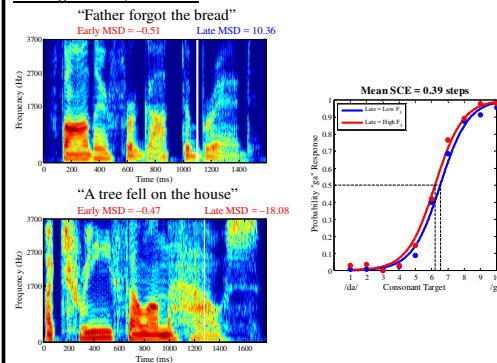 “Father forgot the bread”
Early MSD = −0.51 Late MSD = 10.36
3700
2700
1700
0
Frequency (Hz)
0 200 400 600 800 1000 1200 1400
Time (ms)
“A tree fell on the house”
Early MSD = −0.47 Late MSD = −18.08
3700
2700
1700
0
Frequency (Hz)
0 200 400 600 800 1000 1200 1400 1600
Time (ms)
Mean SCE = 0.39 steps
Late = Low F
Late = High F
1
0.9
0.8
0.7
0.6
0.5
0.4
0.3
0.2
0.1
0
Probability "ga" Response
1 2 3 4 5 6 7 8 9 10
/da/ Consonant Target /g